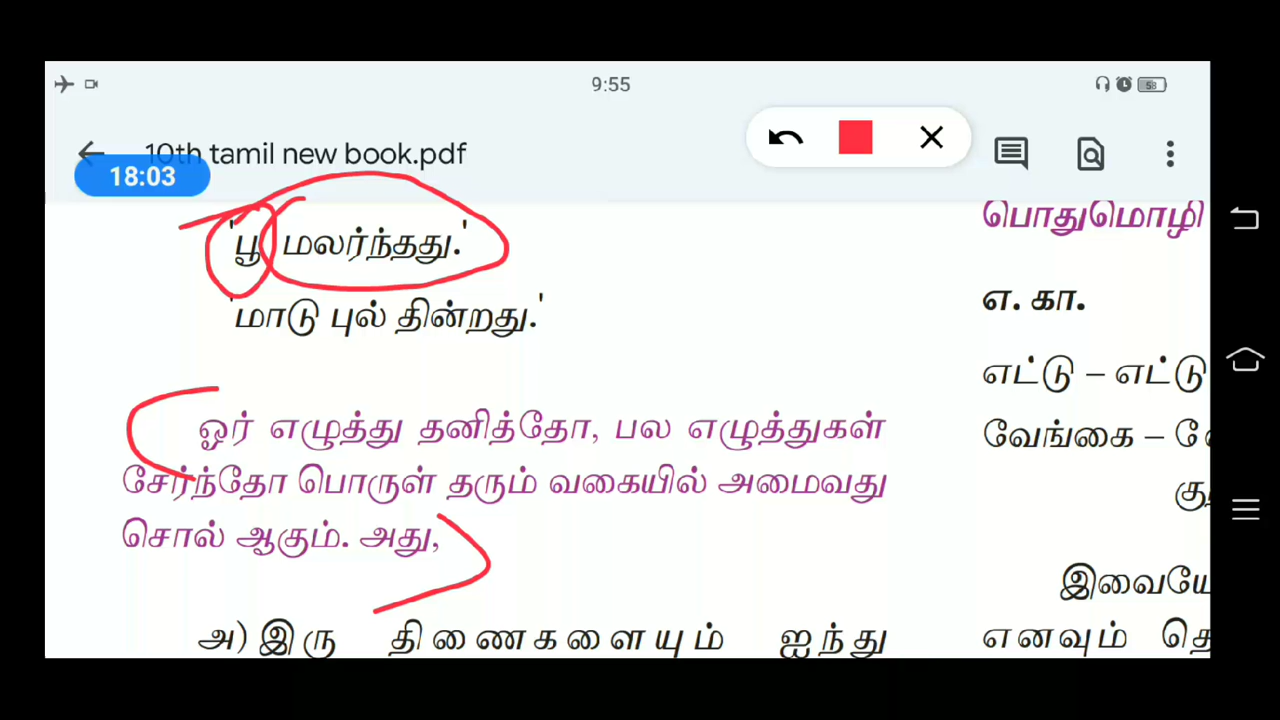 9:55
58
10th tamil new book.pdf
18:03
'பூ மலர்ந்தது.'
'மாடு புல் தின்றது.'
ஓர் எழுத்து தனித்தோ, பல எழுத்துகள்
சேர்ந்தோ பொருள் தரும் வகையில் அமைவது
சொல் ஆகும். அது,
அ) இரு திணைகளையும் ஐந்து
பொதுமொழி
எ. கா.
எட்டு – எட்டு
வேங்கை –
இவையே
எனவும்